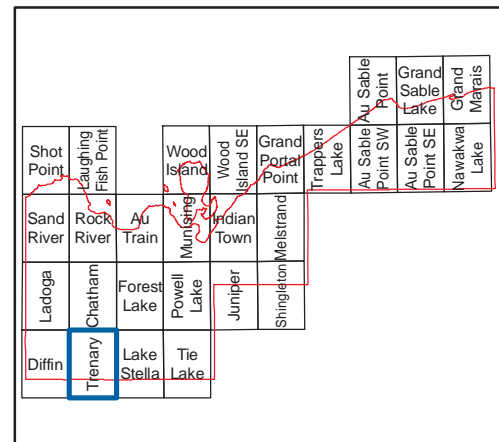 Au Sable
Point
Grand
Sable
Lake
Grand
Marais
Shot
Point
Laughing
Fish Point
Wood
Island
Wood
Island SE
Grand
Portal
Point
Trappers
Lake
Au Sable
Point SW
Au Sable
Point SE
Nawakwa
Lake
Sand
River
Rock
River
Au
Train
Munising
Indian
Town
Melstrand
Ladoga
Chatham
Forest
Lake
Powell
Lake
Juniper
Shingleton
Diffin
Trenary
Lake
Stella
Tie
Lake